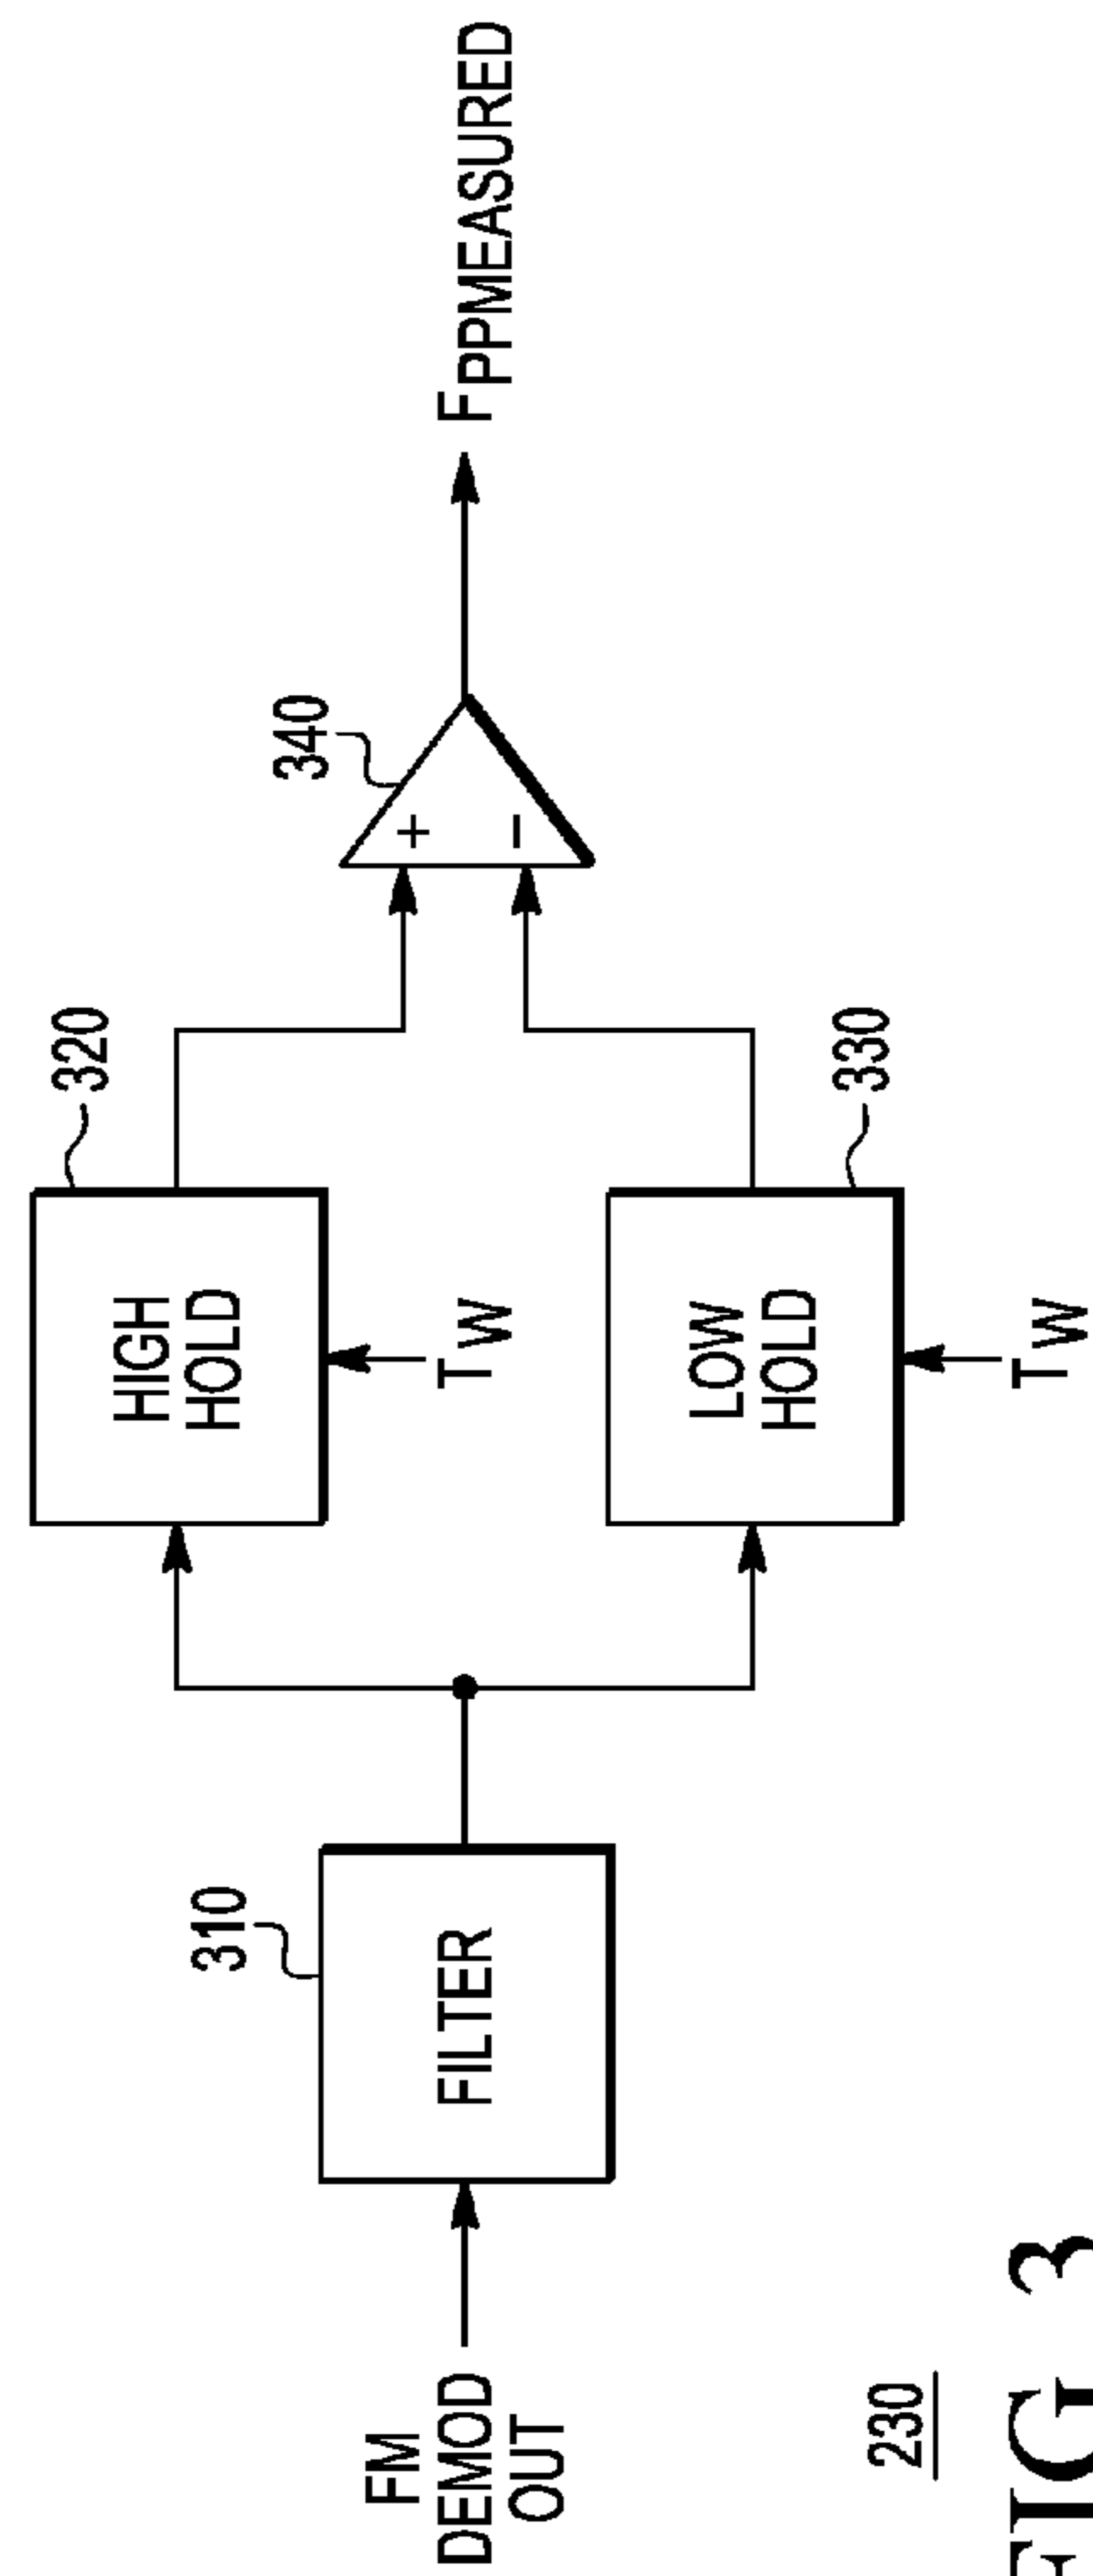 FM
DEMOD
OUT
310
FILTER
320
HIGH
HOLD
TW
330
LOW
HOLD
TW
340
+
−
FPPMEASURED
230
FIG 3